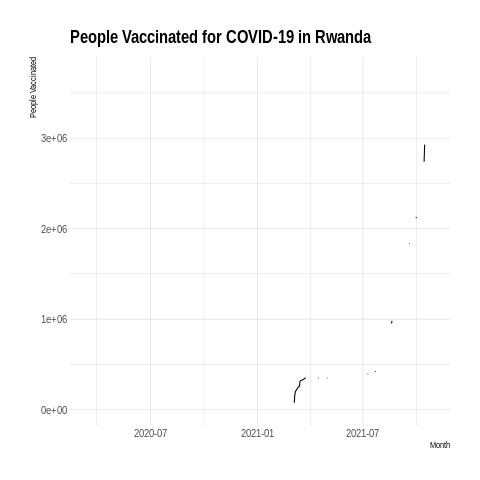 People Vaccinated for COVID-19 in Rwanda
People Vaccinated
3e+06
2e+06
1e+06
0e+00
2020-07 2021-01 2021-07
Month